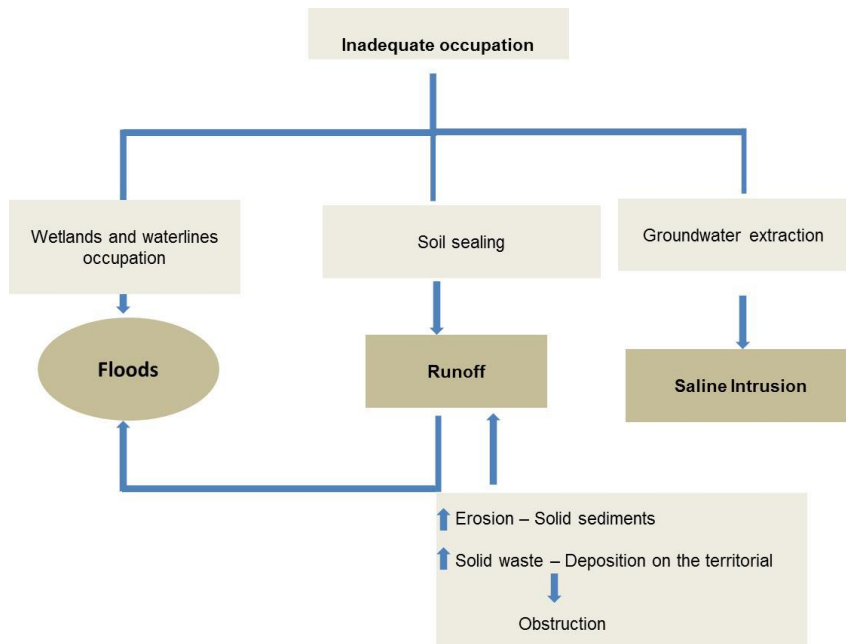 Inadequate occupation
Wetlands and waterlines
occupation
Soil sealing
Groundwater extraction
Floods
Runoff
Saline Intrusion
Erosion – Solid sediments
Solid waste – Deposition on the territorial
Obstruction